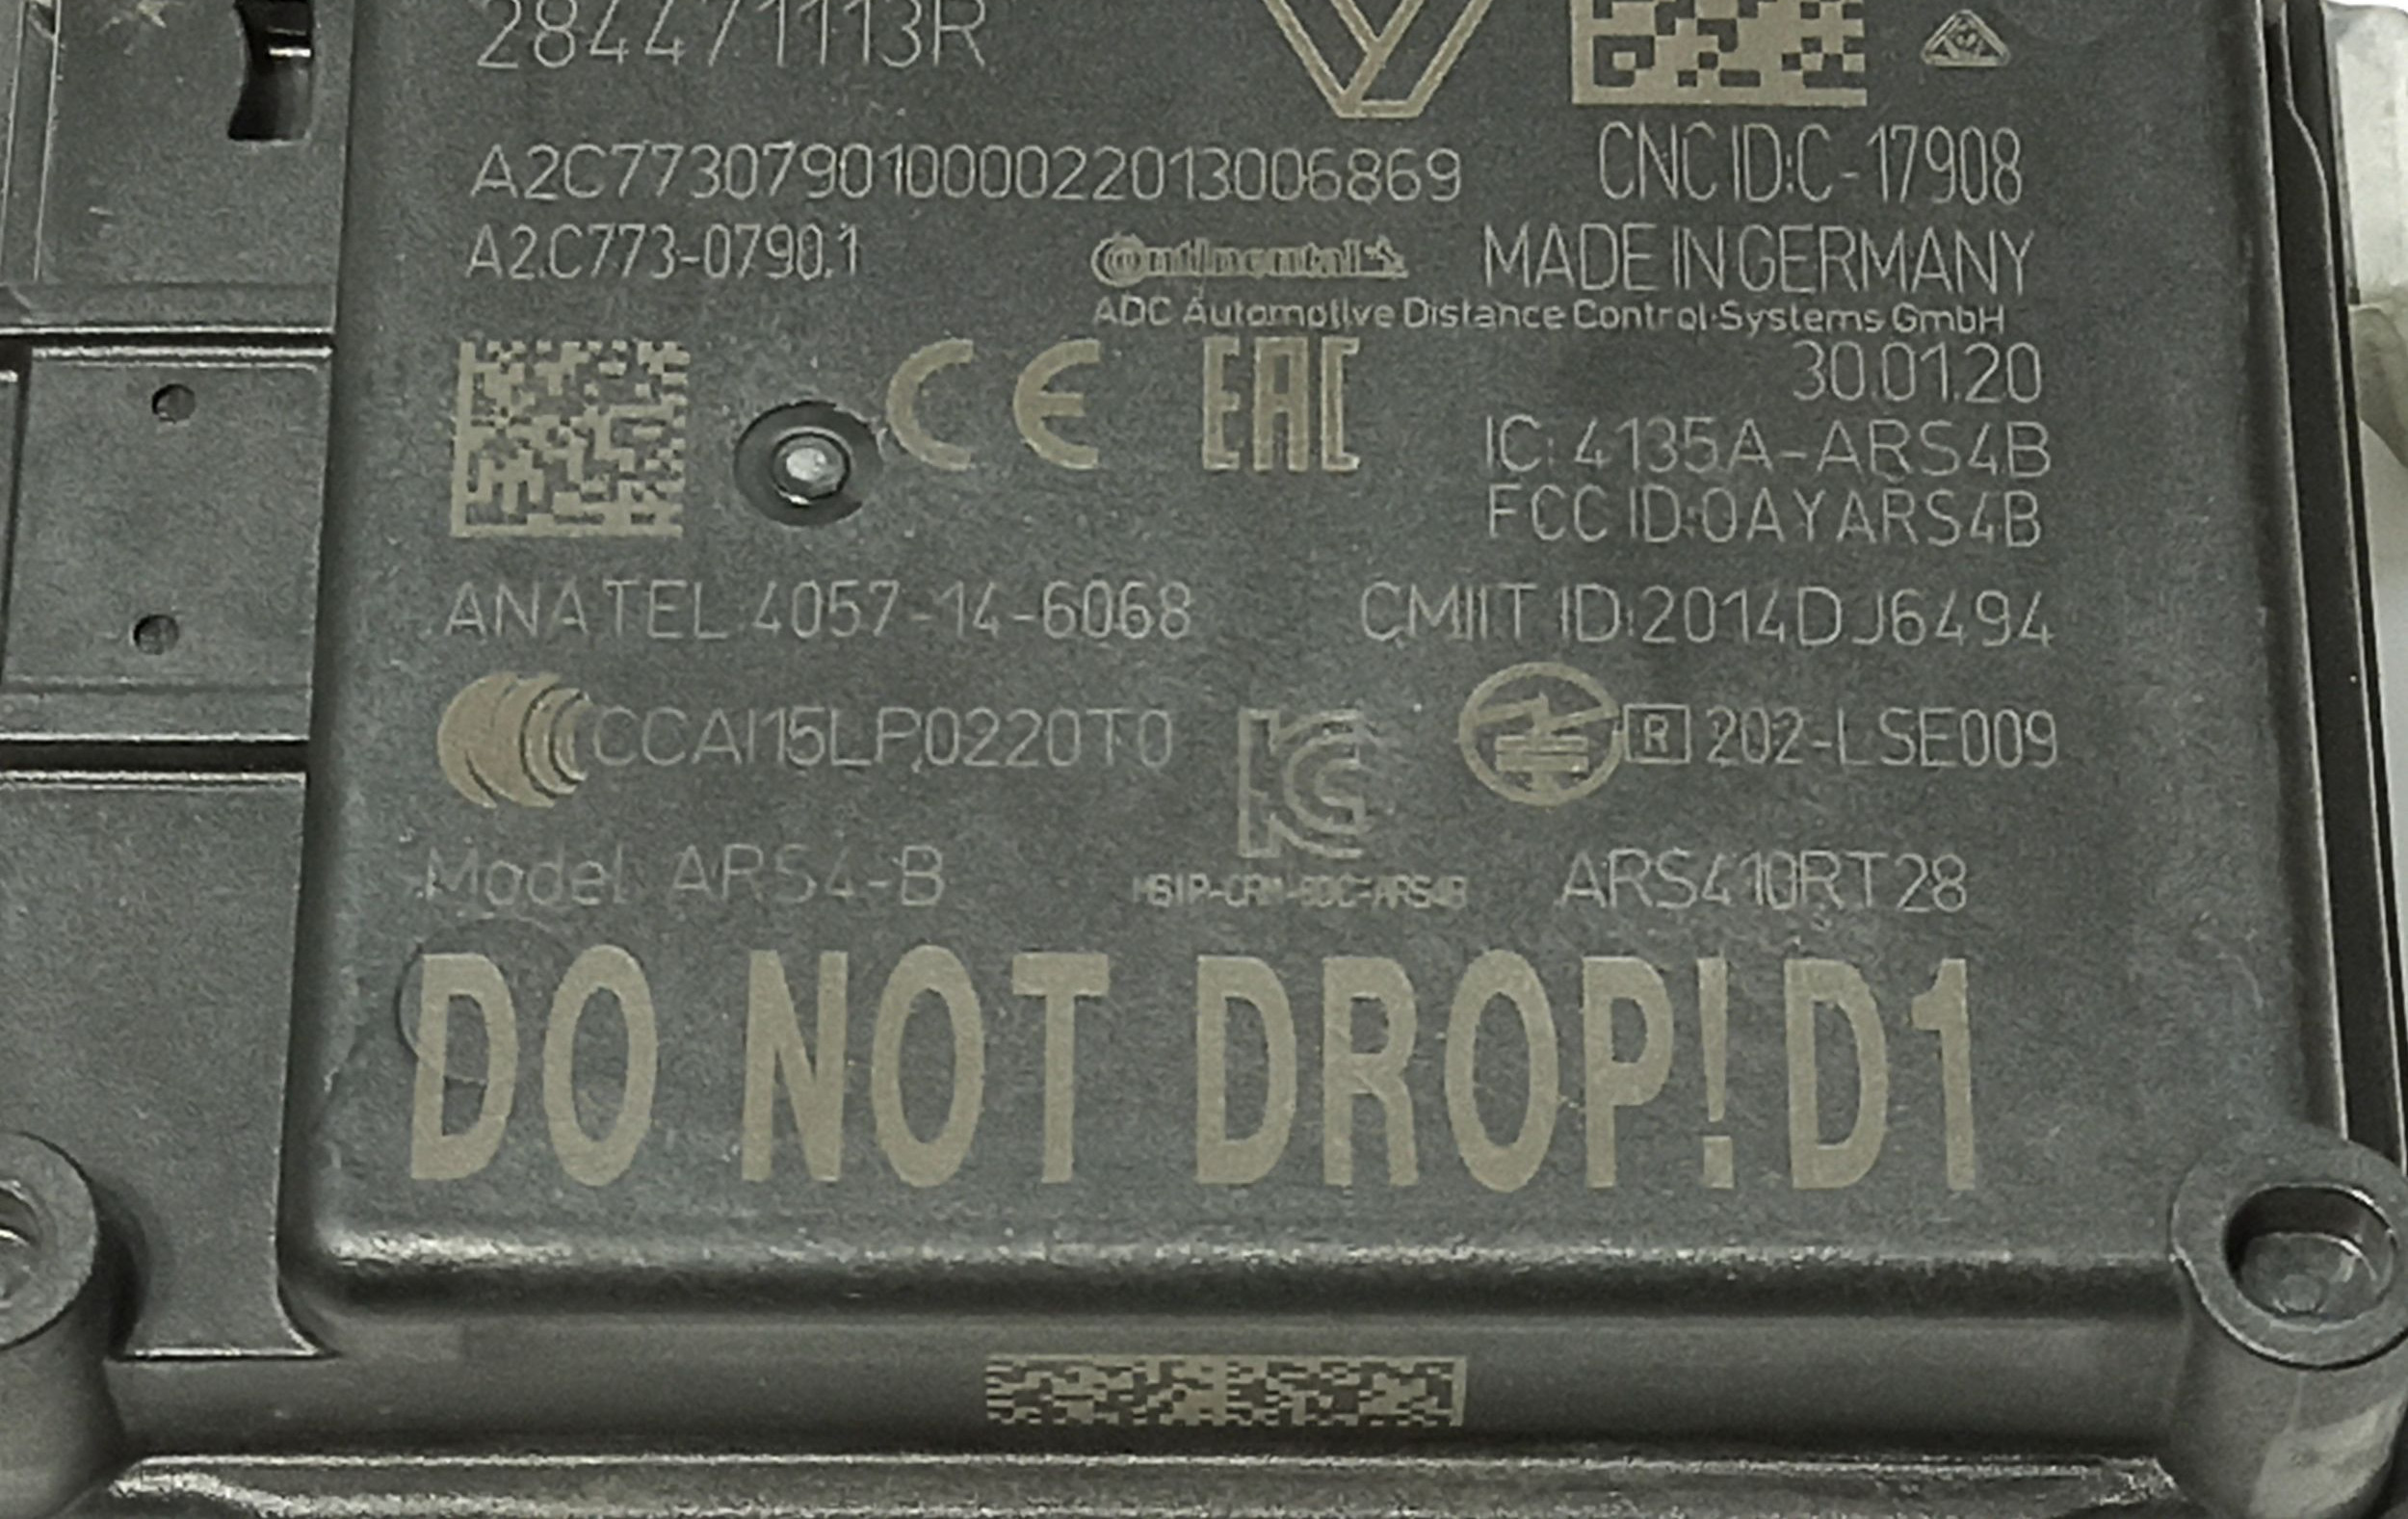 284471113R
A2C77307901000022013006869
CNC ID:C-17908
A2C773-0790.1
Continental
MADE IN GERMANY
ADC Automotive Distance Control Systems GmbH
CE
EAC
30.01.20
IC: 4135A-ARS4B
FCC ID:OAYARS4B
ANATEL:4057-14-6068
CMIIT ID:2014DJ6494
CCAI15LP0220T0
R 202-LSE009
Model ARS4-B
ARS410RT28
DO NOT DROP! D1